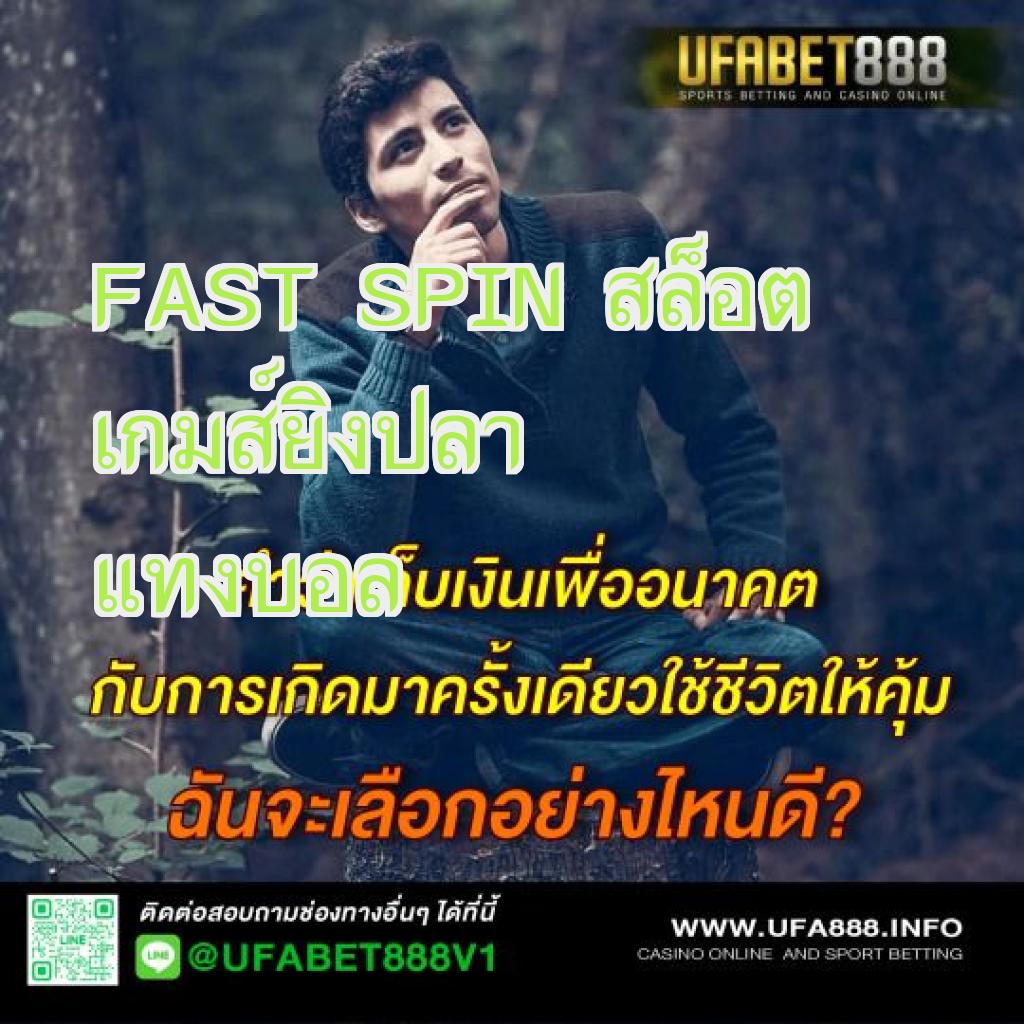 UFABET888
SPORTS BETTING AND CASINO ONLINE
FAST SPIN สล็อต
เกมส์ยิงปลา
แทงบอล
เงินเพื่ออนาคต
กับการเกิดมาครั้งเดียวใช้ชีวิตให้คุ้ม
ฉันจะเลือกอย่างไหนดี?
ติดต่อสอบถามช่องทางอื่นๆ ได้ที่นี้
LINE
LINE @UFABET888V1
WWW.UFA888.INFO
CASINO ONLINE AND SPORT BETTING